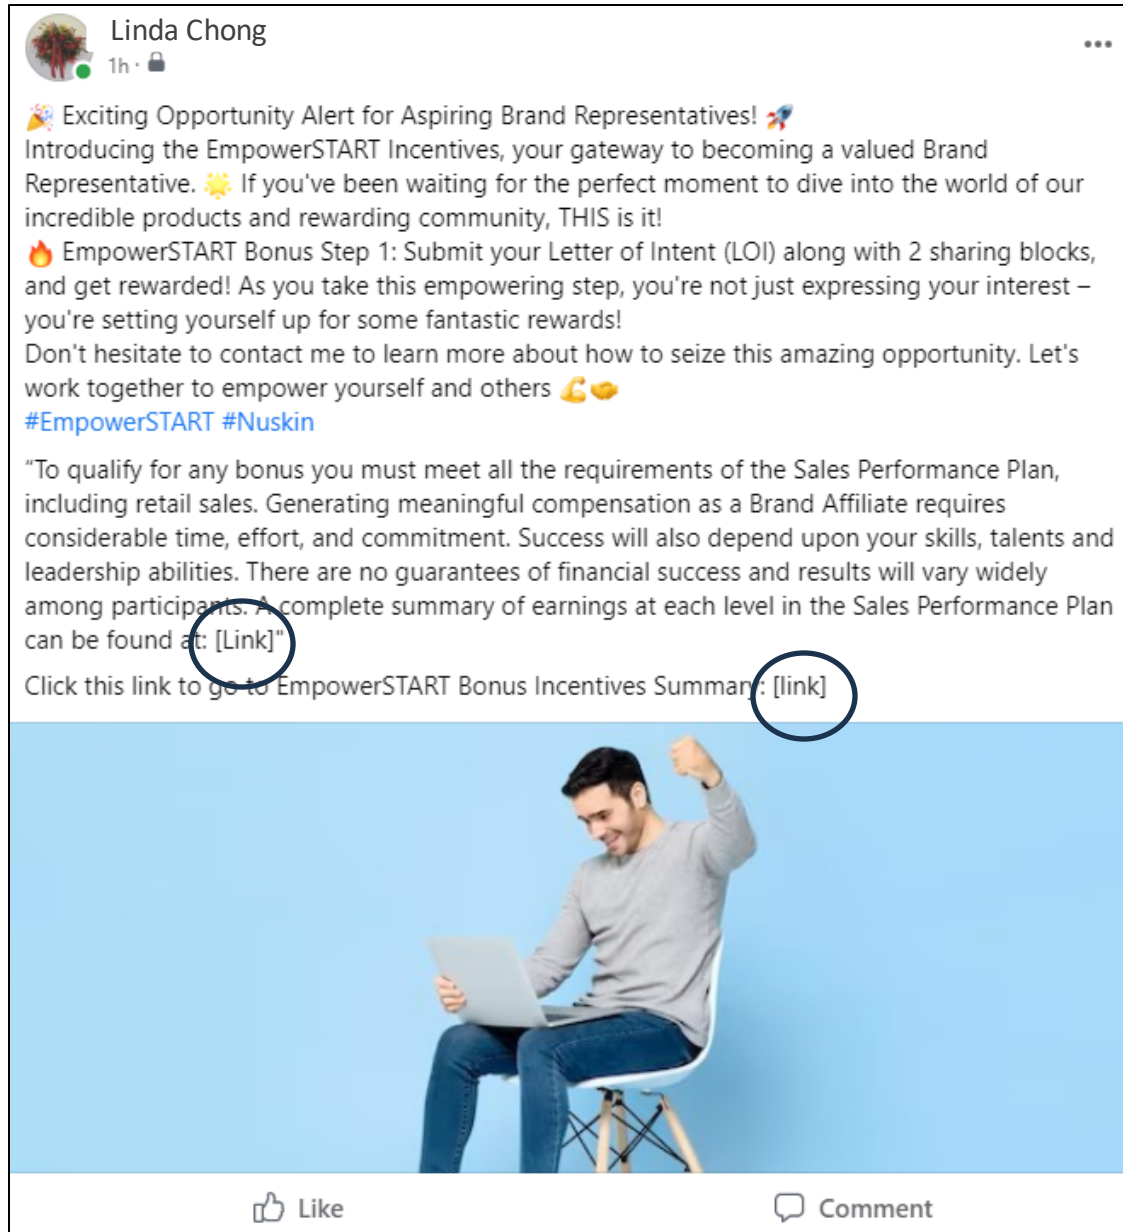 Linda Chong
1h ·
🎉 Exciting Opportunity Alert for Aspiring Brand Representatives! 🚀
Introducing the EmpowerSTART Incentives, your gateway to becoming a valued Brand
Representative. 🌟 If you've been waiting for the perfect moment to dive into the world of our
incredible products and rewarding community, THIS is it!
🔥 EmpowerSTART Bonus Step 1: Submit your Letter of Intent (LOI) along with 2 sharing blocks,
and get rewarded! As you take this empowering step, you're not just expressing your interest –
you're setting yourself up for some fantastic rewards!
Don't hesitate to contact me to learn more about how to seize this amazing opportunity. Let's
work together to empower yourself and others 💪🤝
#EmpowerSTART #Nuskin
“To qualify for any bonus you must meet all the requirements of the Sales Performance Plan,
including retail sales. Generating meaningful compensation as a Brand Affiliate requires
considerable time, effort, and commitment. Success will also depend upon your skills, talents and
leadership abilities. There are no guarantees of financial success and results will vary widely
among participants. A complete summary of earnings at each level in the Sales Performance Plan
can be found at: [Link]"
Click this link to go to EmpowerSTART Bonus Incentives Summary: [link]
Like
Comment